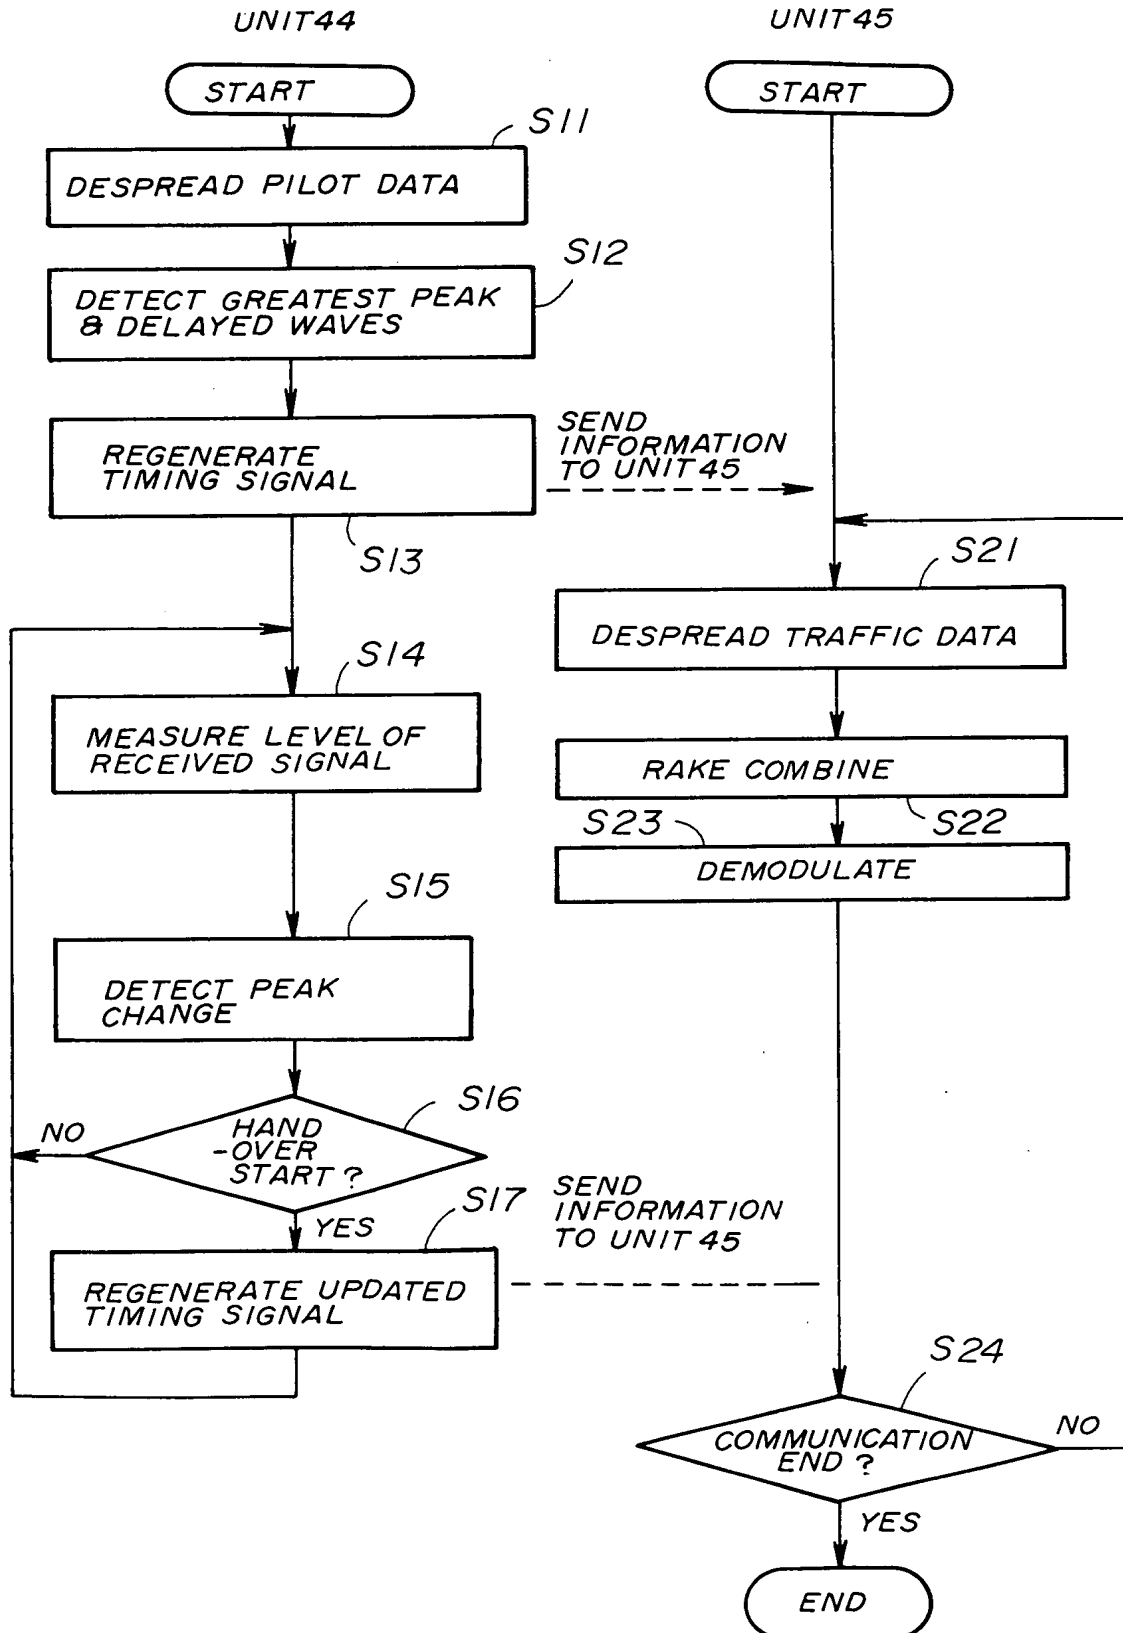 UNIT44
START
S11
DESPREAD PILOT DATA
S12
DETECT GREATEST PEAK
& DELAYED WAVES
REGENERATE
TIMING SIGNAL
S13
SEND
INFORMATION
TO UNIT45
S14
MEASURE LEVEL OF
RECEIVED SIGNAL
S15
DETECT PEAK
CHANGE
S16
HAND
-OVER
START?
NO
YES
S17
REGENERATE UPDATED
TIMING SIGNAL
SEND
INFORMATION
TO UNIT45
UNIT45
START
S21
DESPREAD TRAFFIC DATA
RAKE COMBINE
S22
S23
DEMODULATE
S24
COMMUNICATION
END?
NO
YES
END